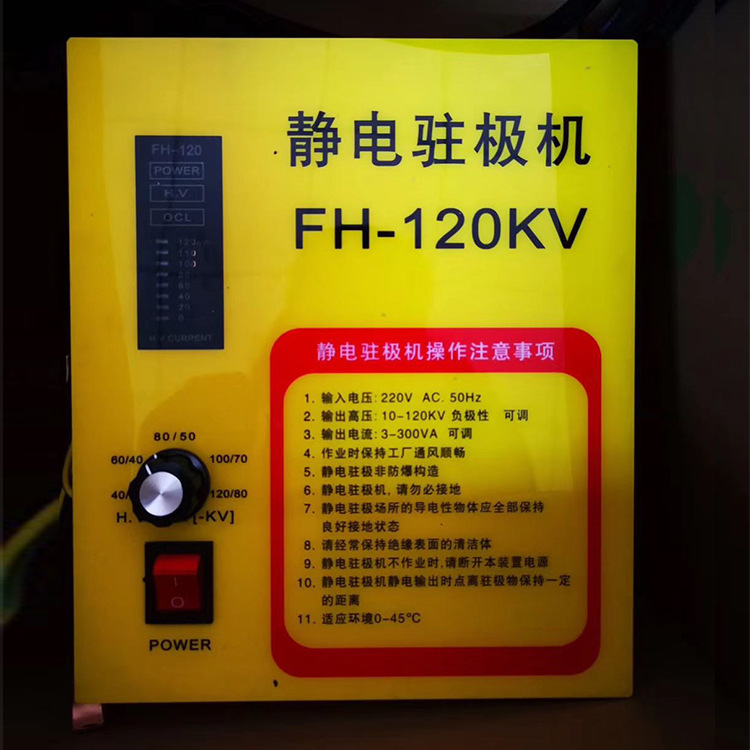 静电驻极机
FH-120KV
FH-120
POWER
H.V
OCL
120
110
100
80
60
40
20
0
H.V CURRENT
静电驻极机操作注意事项
1. 输入电压:220V AC. 50Hz
2. 输出高压:10-120KV 负极性 可调
3. 输出电流:3-300VA 可调
4. 作业时保持工厂通风顺畅
5. 静电驻极非防爆构造
6. 静电驻极机,请勿必接地
7. 静电驻极场所的导电性物体应全部保持
良好接地状态
8. 请经常保持绝缘表面的清洁体
9. 静电驻极机不作业时,请断开本装置电源
10. 静电驻极机静电输出时点离驻极物保持一定
的距离
11. 适应环境0-45℃
80/50
60/40
100/70
40/
120/80
H.V
[-KV]
I
O
POWER